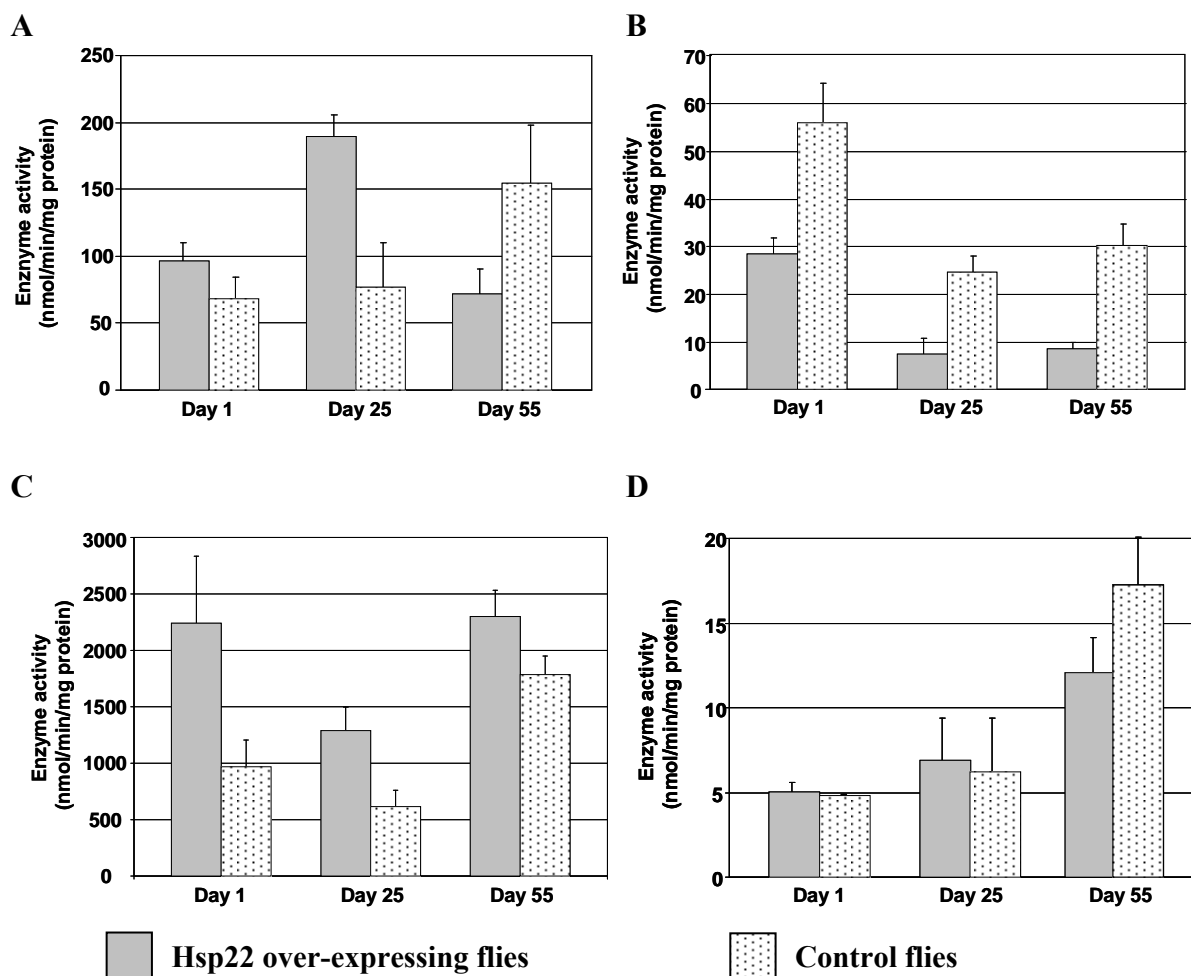 A
B
250
200
150
100
50
0
Enznyme activity
(nmol/min/mg protein)
Day 1
Day 25
Day 55
70
60
50
40
30
20
10
0
Enzyme activity
(nmol/min/mg protein)
Day 1
Day 25
Day 55
C
D
3000
2500
2000
1500
1000
500
0
Enzyme activity
(nmol/min/mg protein)
Day 1
Day 25
Day 55
20
15
10
5
0
Enzyme activity
(nmol/min/mg protein)
Day 1
Day 25
Day 55
Hsp22 over-expressing flies
Control flies